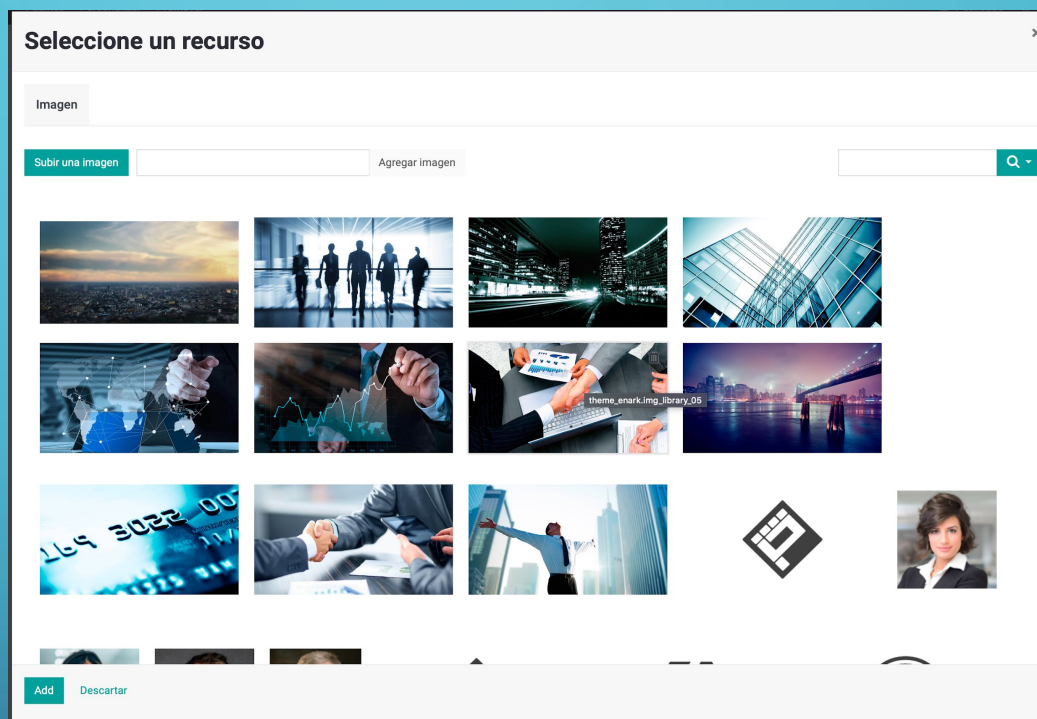 Seleccione un recurso
×
Imagen
Subir una imagen
Agregar imagen
theme_enark.img_library_05
Add
Descartar